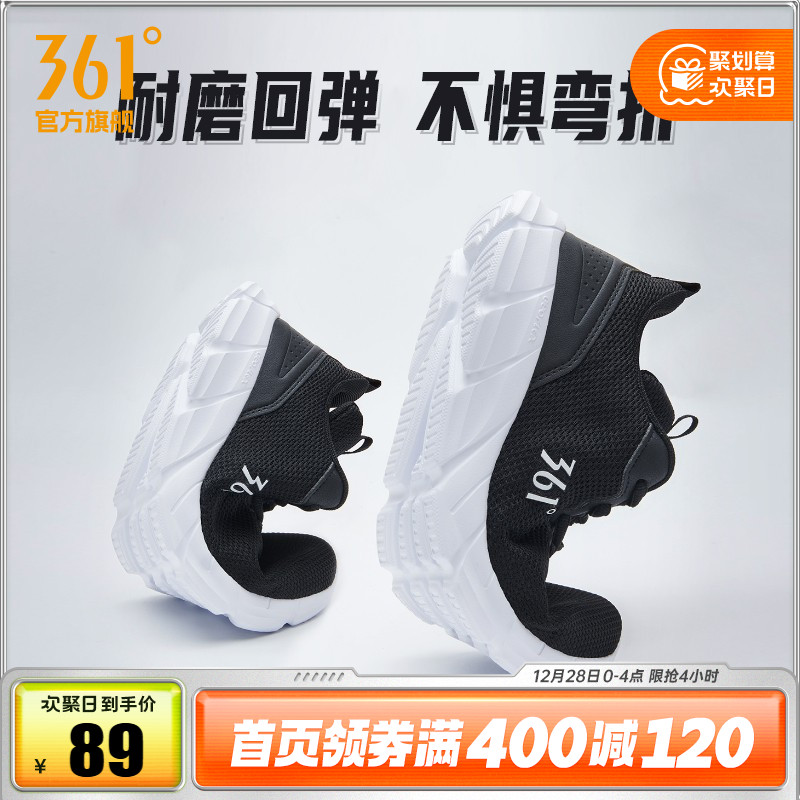 361°
官方旗舰
耐磨回弹 不惧弯折
聚划算
欢聚日
361°
361°
12月28日0-4点 限抢4小时
欢聚日到手价
¥ 89
首页领券满400减120